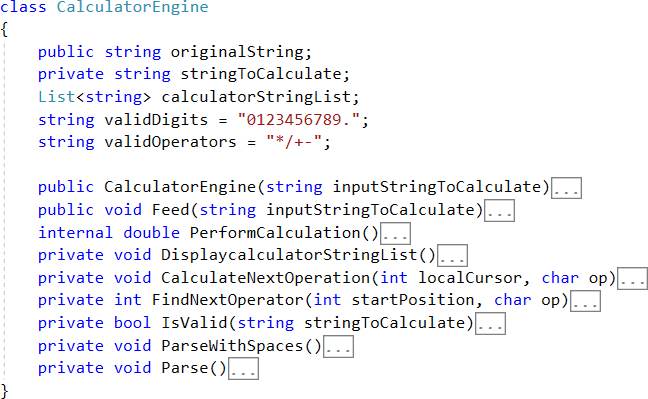 class CalculatorEngine
{
public string originalString;
private string stringToCalculate;
List<string> calculatorStringList;
string validDigits = "0123456789.";
string validOperators = "*/+-";
public CalculatorEngine(string inputStringToCalculate)...
public void Feed(string inputStringToCalculate)...
internal double PerformCalculation()...
private void DisplaycalculatorStringList()...
private void CalculateNextOperation(int localCursor, char op)...
private int FindNextOperator(int startPosition, char op)...
private bool IsValid(string stringToCalculate)...
private void ParseWithSpaces()...
private void Parse()...
}